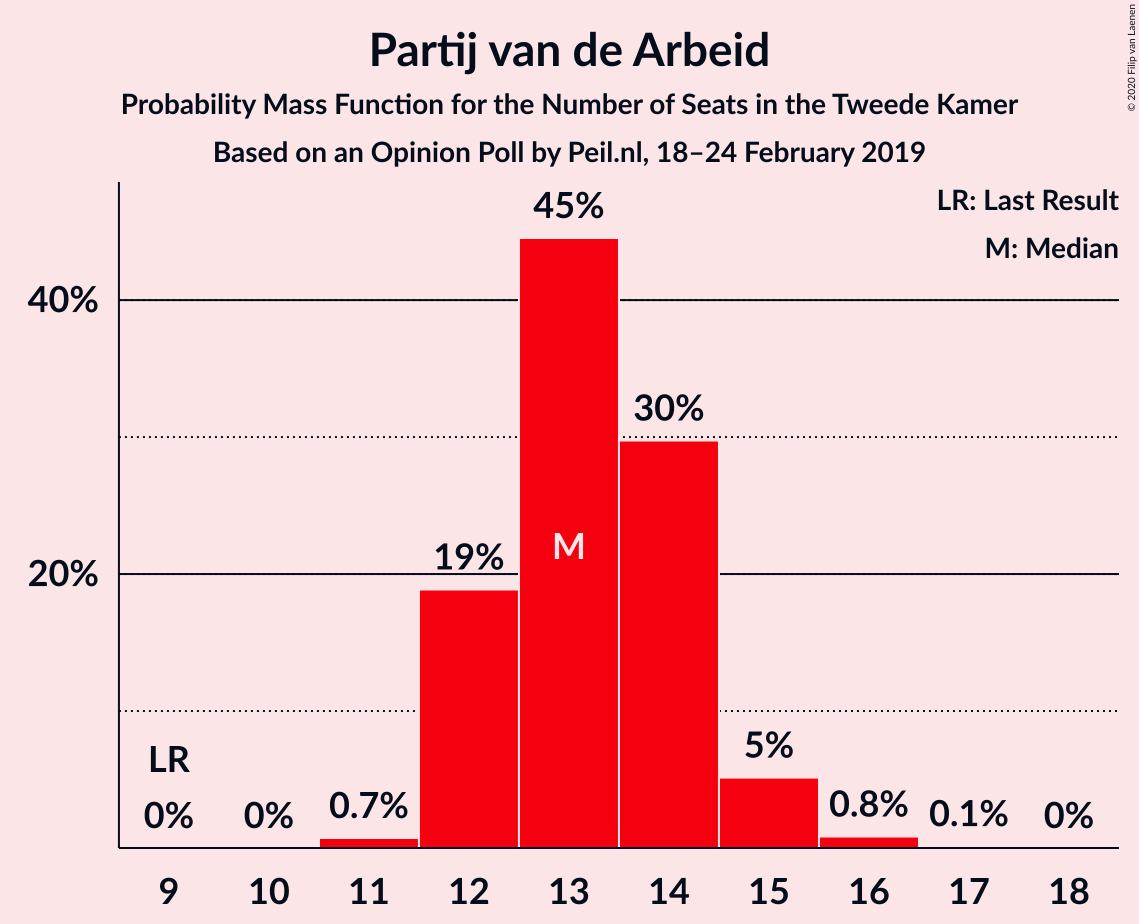 Partij van de Arbeid
Probability Mass Function for the Number of Seats in the Tweede Kamer
Based on an Opinion Poll by Peil.nl, 18–24 February 2019
© 2020 Filip van Laenen
LR: Last Result
M: Median
45%
40%
30%
19%
M
20%
LR
5%
0%
0%
0.7%
0.8%
0.1%
0%
9
10
11
12
13
14
15
16
17
18